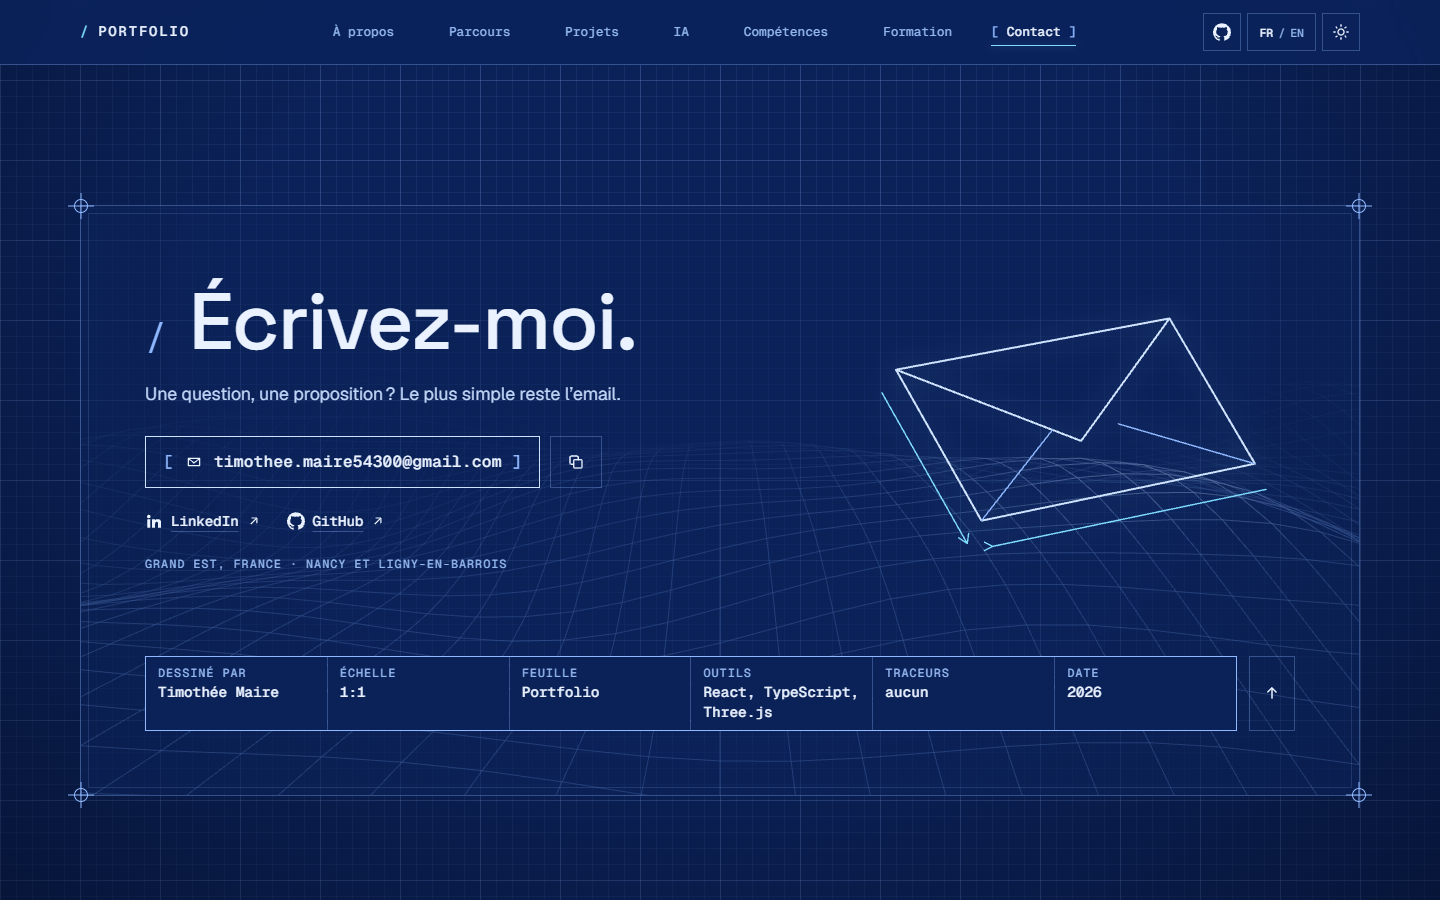 / PORTFOLIO
À propos
Parcours
Projets
IA
Compétences
Formation
[ Contact ]
FR / EN
/ Écrivez-moi.
Une question, une proposition ? Le plus simple reste l’email.
[ timothee.maire54300@gmail.com ]
LinkedIn ↗
GitHub ↗
GRAND EST, FRANCE · NANCY ET LIGNY-EN-BARROIS
DESSINÉ PAR
Timothée Maire
ÉCHELLE
1:1
FEUILLE
Portfolio
OUTILS
React, TypeScript,
Three.js
TRACEURS
aucun
DATE
2026